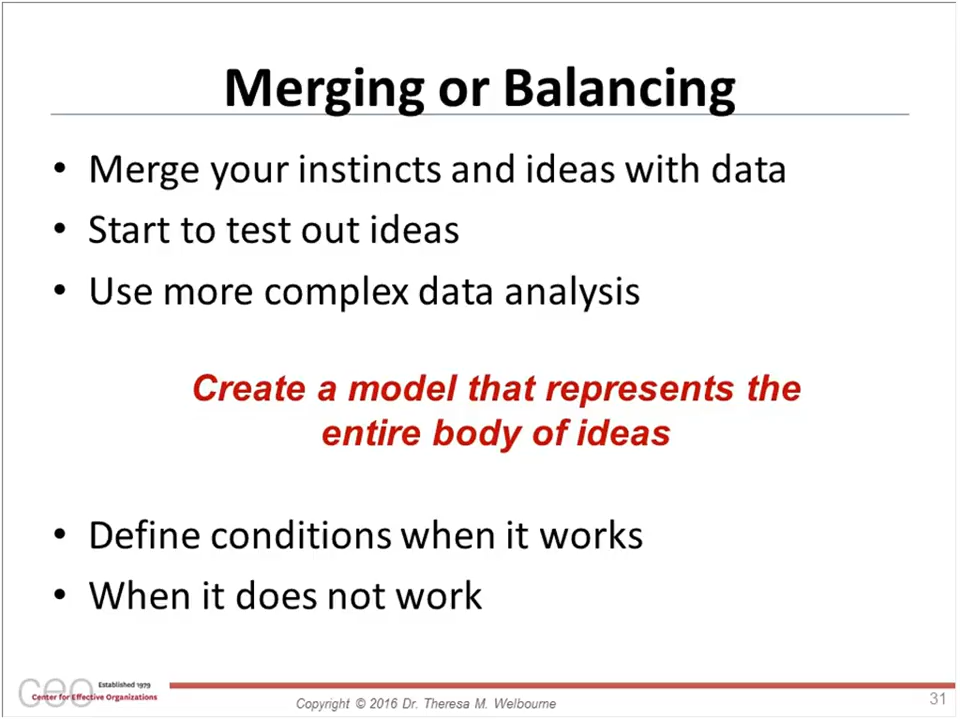 Merging or Balancing
• Merge your instincts and ideas with data
• Start to test out ideas
• Use more complex data analysis
Create a model that represents the
entire body of ideas
• Define conditions when it works
• When it does not work
ceo Established 1979
Center for Effective Organizations
Copyright © 2016 Dr. Theresa M. Welbourne
31